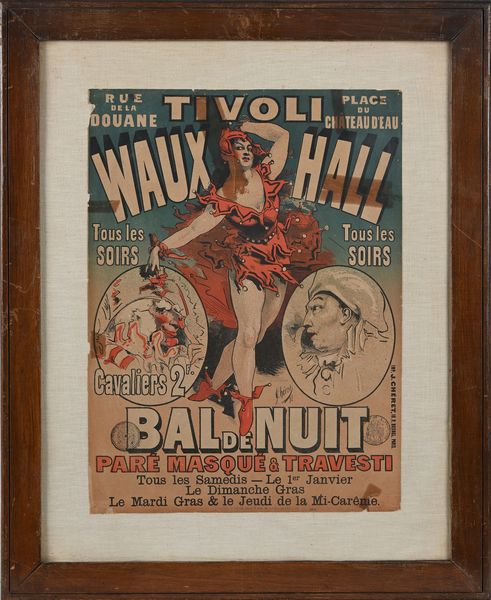 RUE
DE LA
DOUANE
TIVOLI
PLACE
DU
CHÂTEAU D'EAU
WAUX HALL
Tous les
SOIRS
Tous les
SOIRS
Cavaliers 2F
BAL DE NUIT
PARÉ MASQUÉ & TRAVESTI
Tous les Samedis — Le 1er Janvier
Le Dimanche Gras
Le Mardi Gras & le Jeudi de la Mi-Carême.
J. CHERET